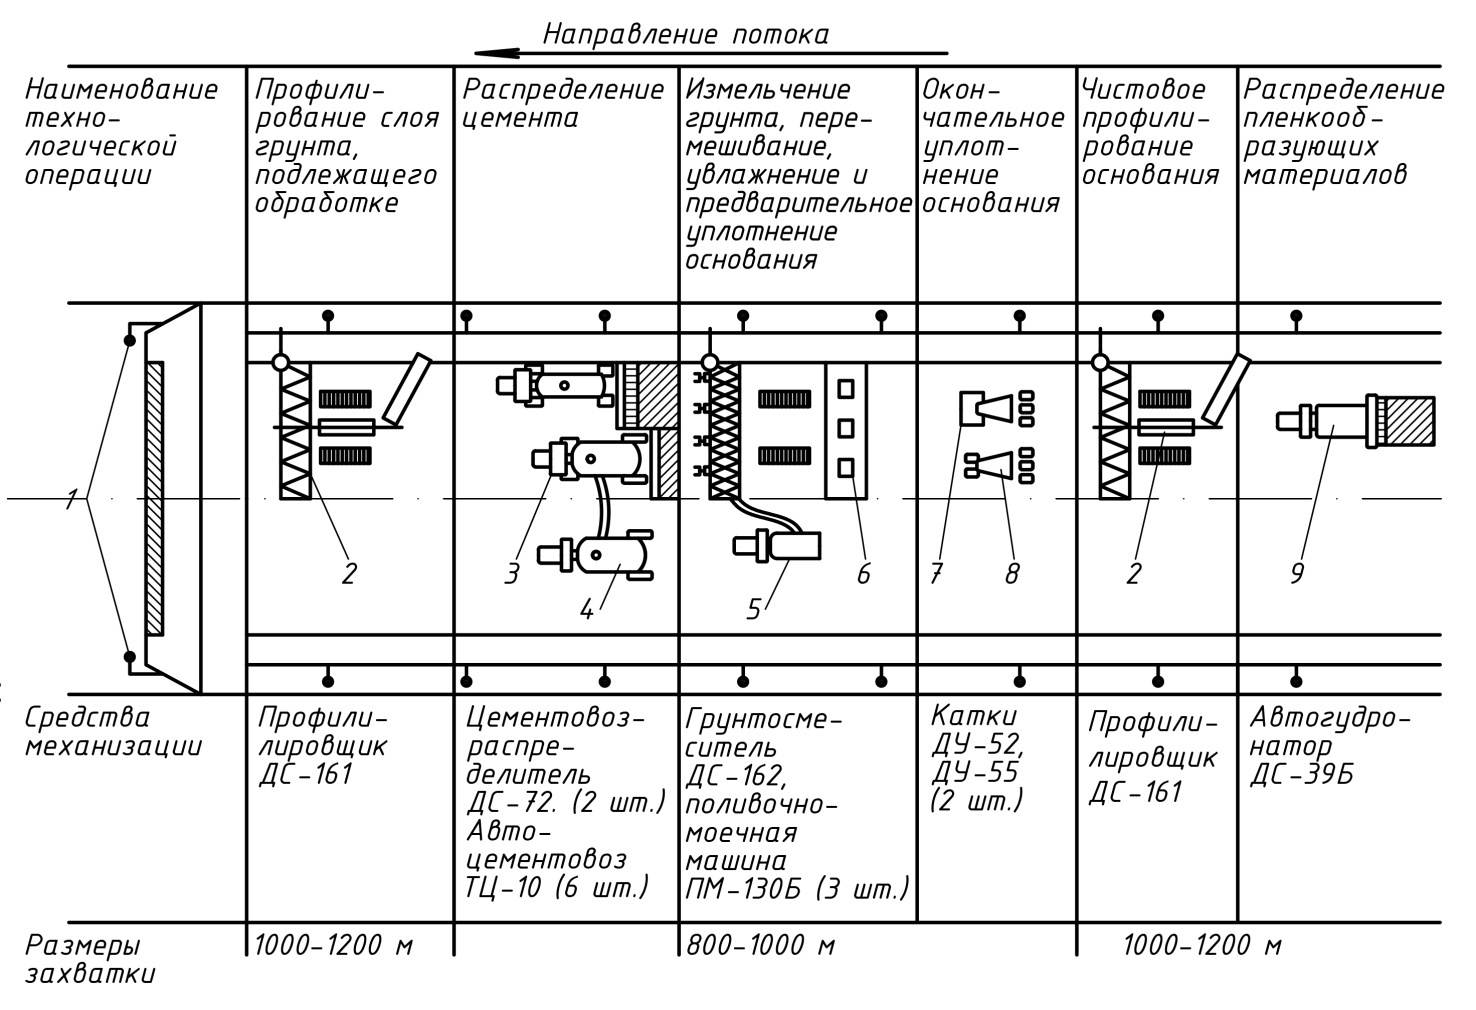 Направление потока
Наименование
техно-
логической
операции
Профили-
рование слоя
грунта,
подлежащего
обработке
Распределение
цемента
Измельчение
грунта, пере-
мешивание,
увлажнение и
предварительное
уплотнение
основания
Окон-
чательное
уплот-
нение
основания
Чистовое
профили-
рование
основания
Распределение
пленкооб-
разующих
материалов
1
2
3
4
5
6
7
8
2
9
Средства
механизации
Профили-
лировщик
ДС-161
Цементовоз-
распре-
делитель
ДС-72. (2 шт.)
Авто-
цементовоз
ТЦ-10 (6 шт.)
Грунтосме-
ситель
ДС-162,
поливочно-
моечная
машина
ПМ-130Б (3 шт.)
Катки
ДУ-52,
ДУ-55
(2 шт.)
Профили-
лировщик
ДС-161
Автогудро-
натор
ДС-39Б
Размеры
захватки
1000-1200 м
800-1000 м
1000-1200 м